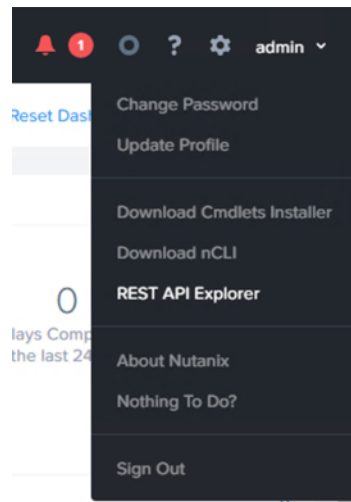 1 ? admin
Reset Dash
Change Password
Update Profile
Download Cmdlets Installer
Download nCLI
0
REST API Explorer
lays Comp
the last 24
About Nutanix
Nothing To Do?
Sign Out